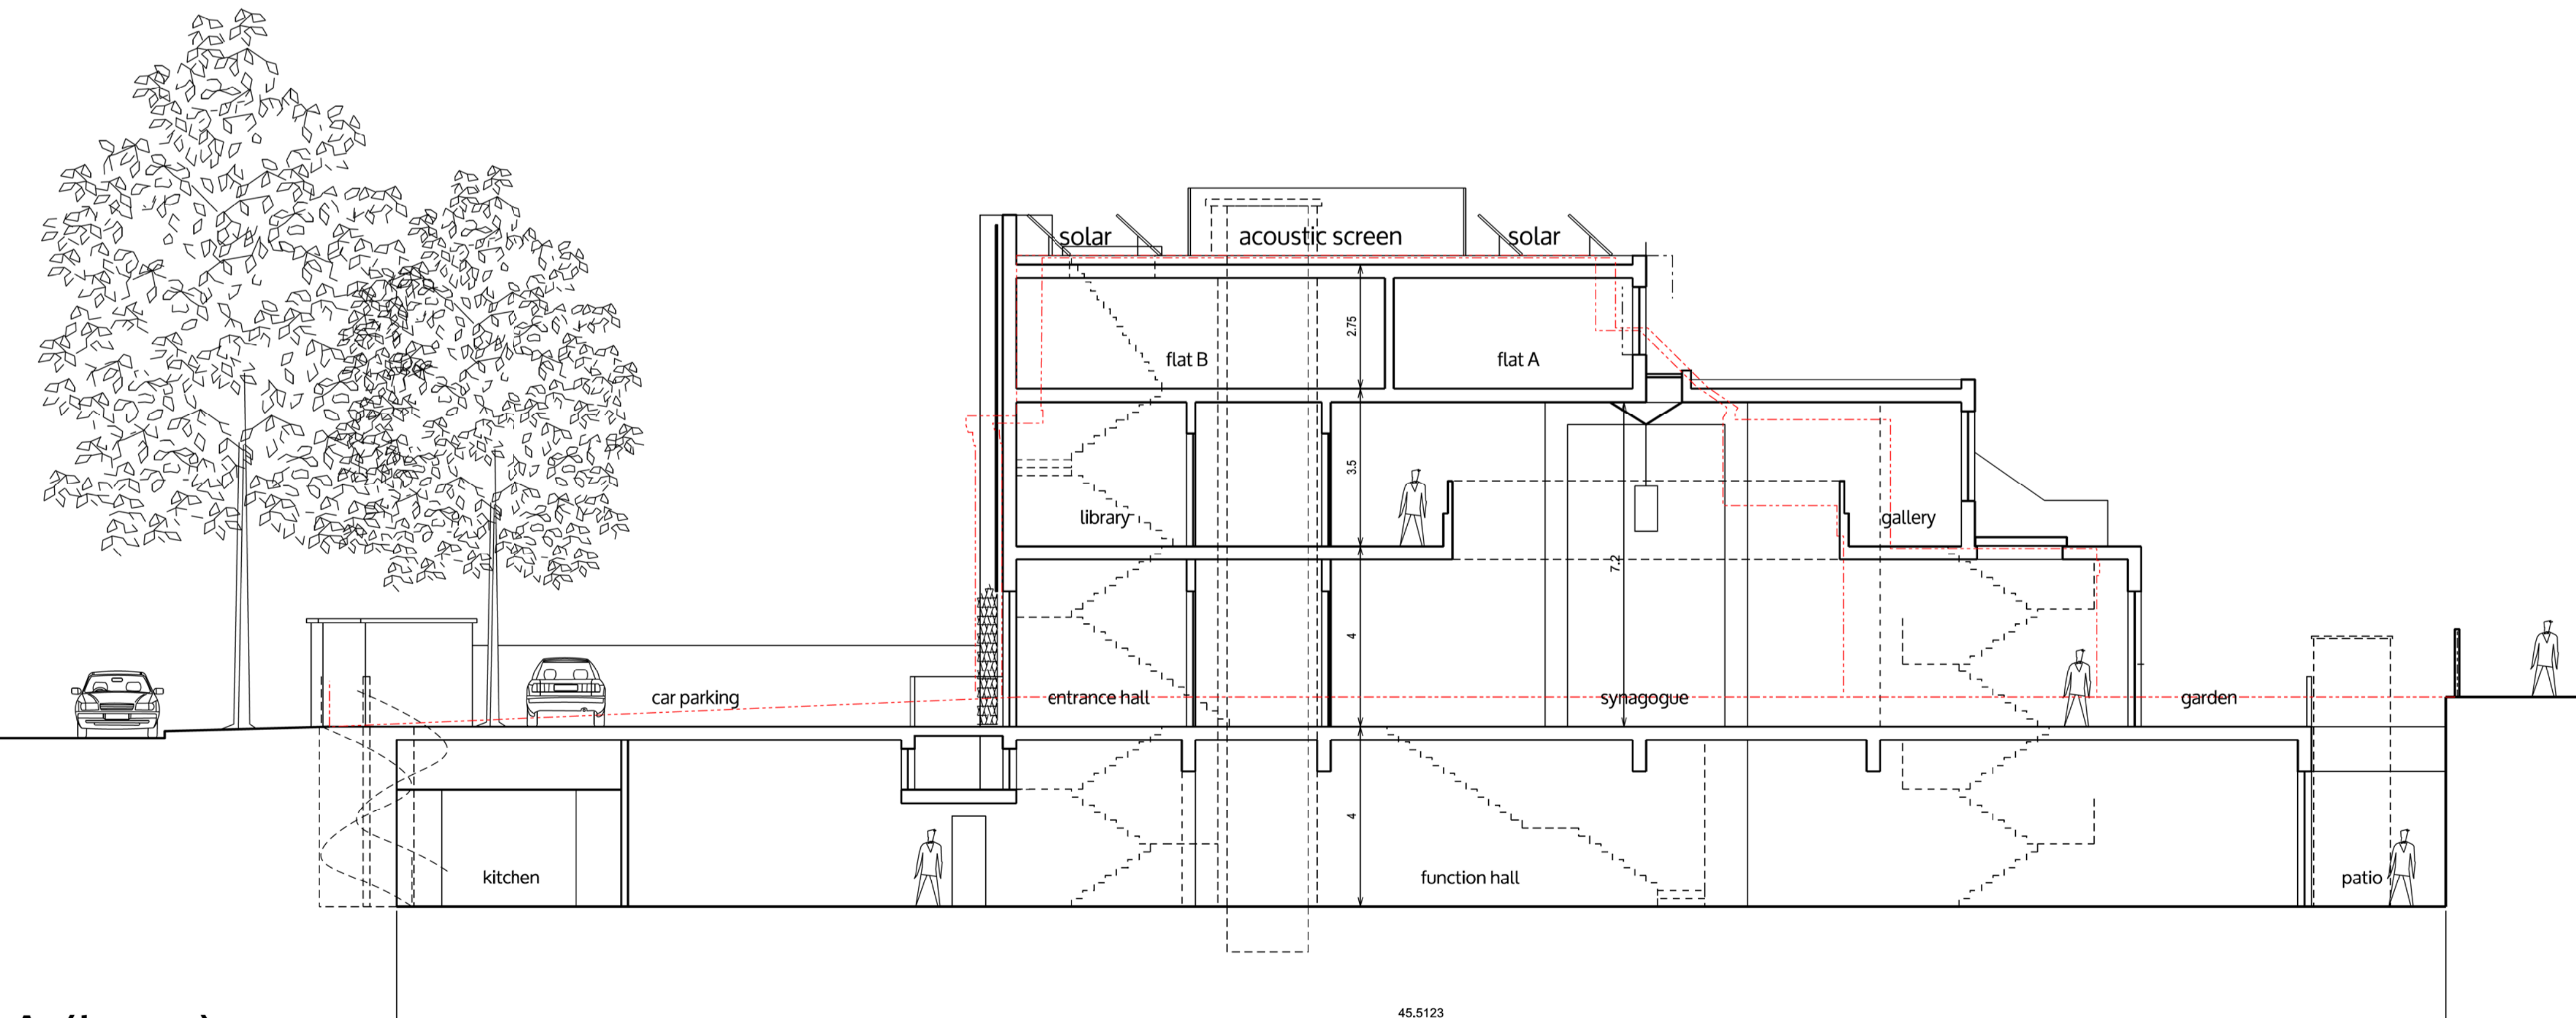 solar
acoustic screen
solar
2.75
flat B
flat A
3.5
library
gallery
7.2
4
car parking
entrance hall
synagogue
garden
4
kitchen
function hall
patio
45.5123